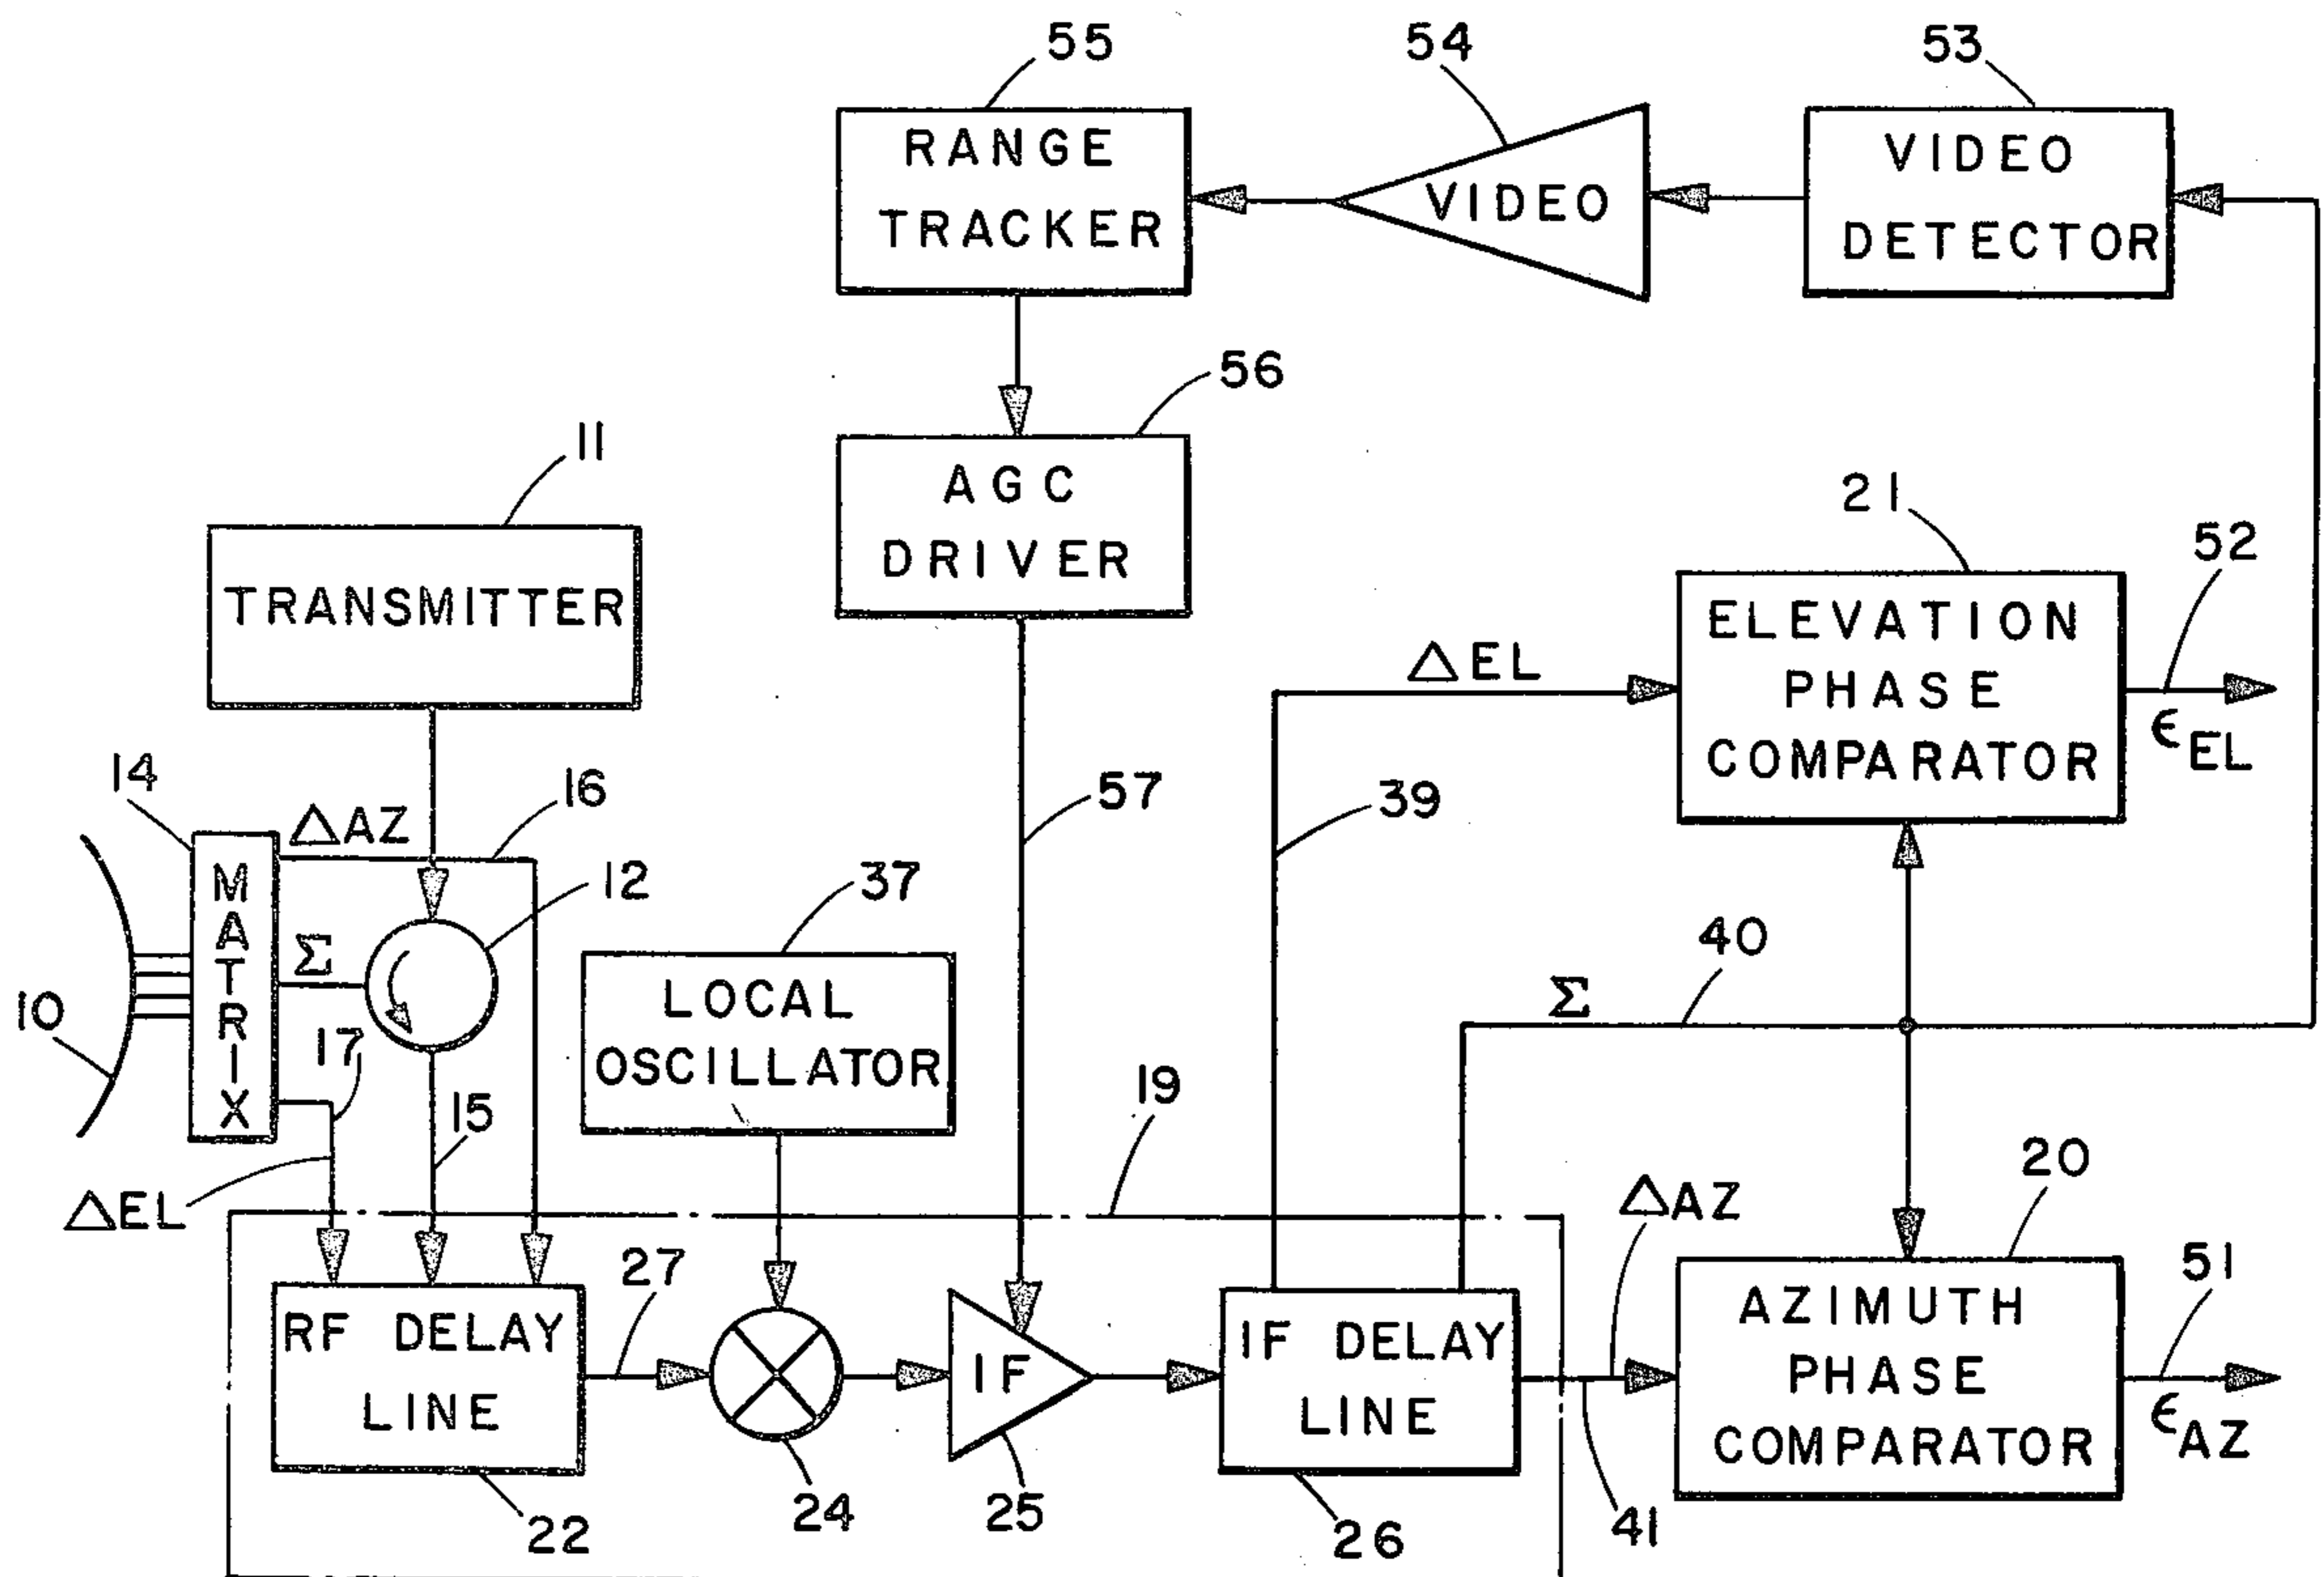 55
54
53
RANGE
TRACKER
VIDEO
VIDEO
DETECTOR
56
11
AGC
DRIVER
21
52
TRANSMITTER
ELEVATION
PHASE
COMPARATOR
ΔEL
ϵEL
14
ΔAZ
16
57
39
12
37
MATRIX
Σ
40
Σ
LOCAL
OSCILLATOR
10
17
15
19
20
ΔEL
ΔAZ
27
51
RF DELAY
LINE
IF
IF DELAY
LINE
AZIMUTH
PHASE
COMPARATOR
ϵAZ
22
24
25
26
41